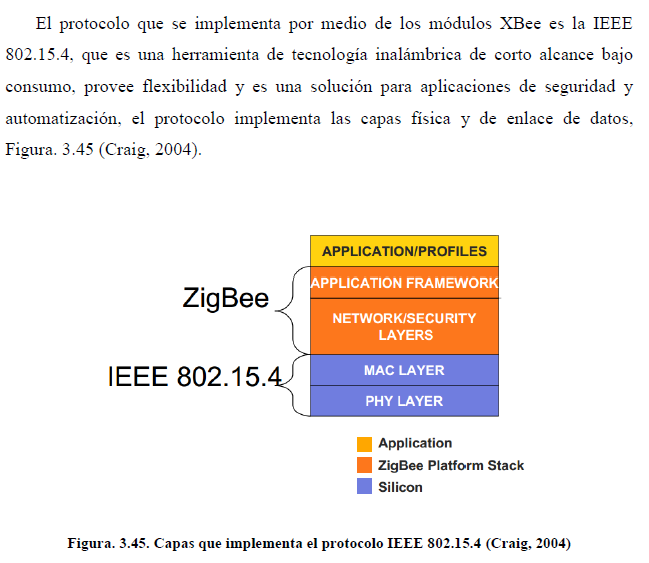 El protocolo que se implementa por medio de los módulos XBee es la IEEE
802.15.4, que es una herramienta de tecnología inalámbrica de corto alcance bajo
consumo, provee flexibilidad y es una solución para aplicaciones de seguridad y
automatización, el protocolo implementa las capas física y de enlace de datos,
Figura. 3.45 (Craig, 2004).
APPLICATION/PROFILES
APPLICATION FRAMEWORK
ZigBee
NETWORK/SECURITY
LAYERS
IEEE 802.15.4
MAC LAYER
PHY LAYER
Application
ZigBee Platform Stack
Silicon
Figura. 3.45. Capas que implementa el protocolo IEEE 802.15.4 (Craig, 2004)